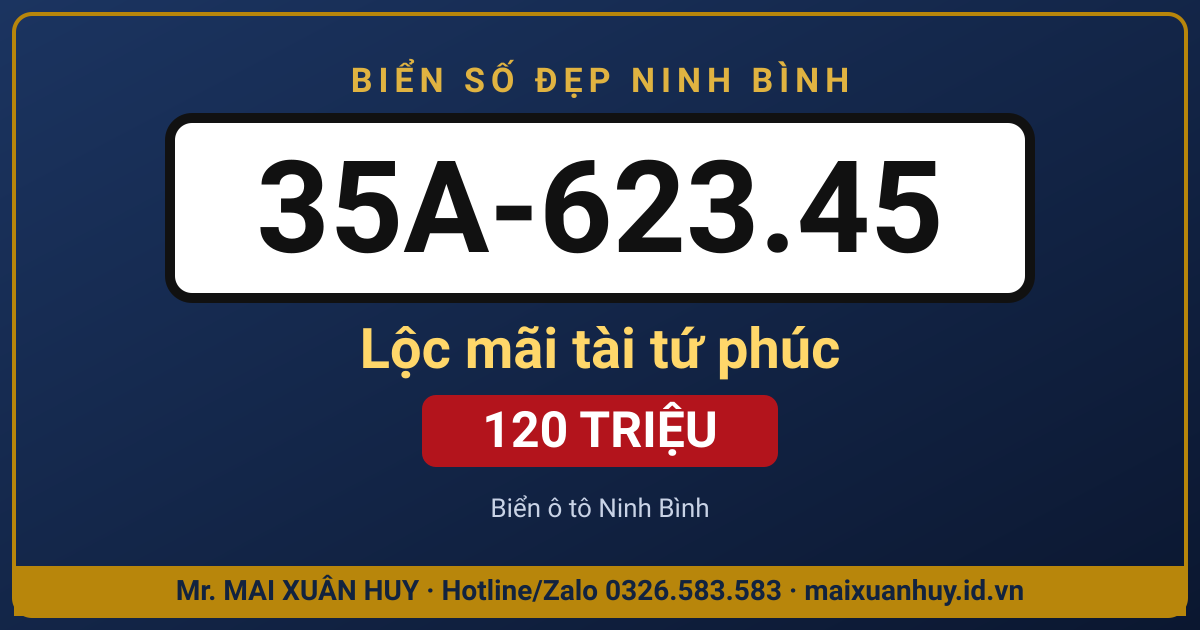 BIỂN SỐ ĐẸP NINH BÌNH
35A-623.45
Lộc mãi tài tứ phúc
120 TRIỆU
Biển ô tô Ninh Bình
Mr. MAI XUÂN HUY · Hotline/Zalo 0326.583.583 · maixuanhuy.id.vn